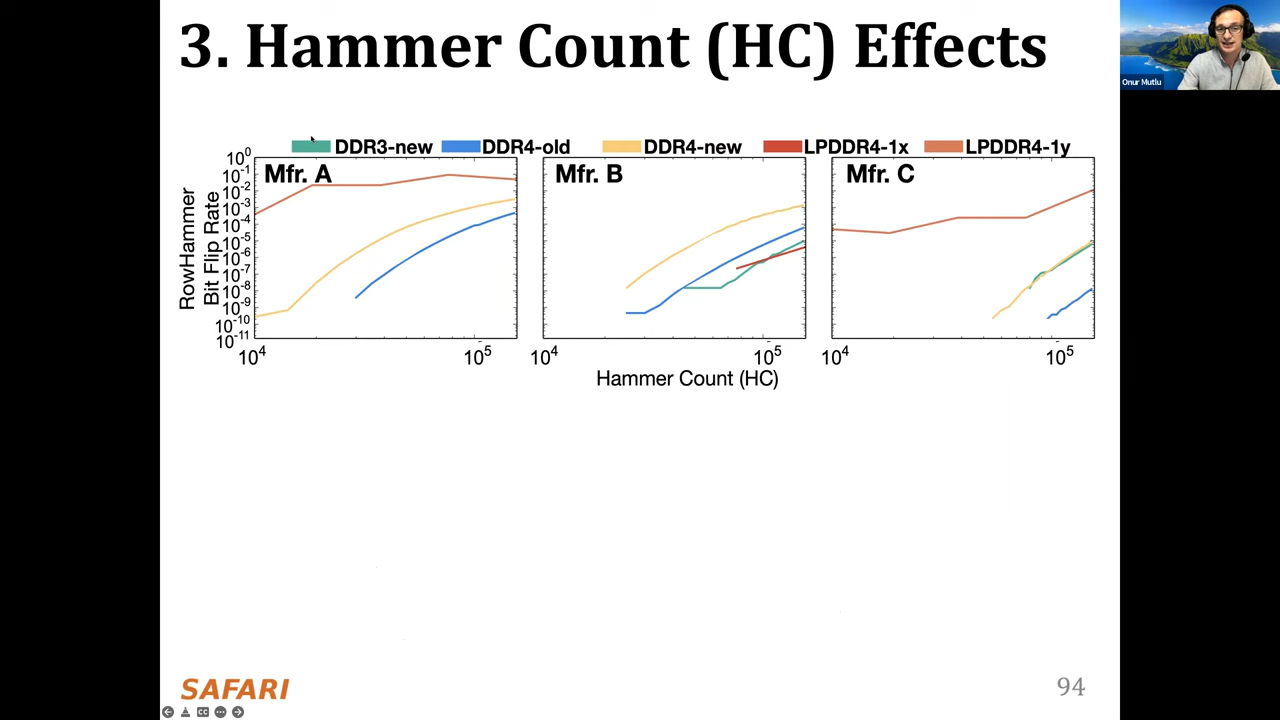 3. Hammer Count (HC) Effects
Onur Mutlu
DDR3-new DDR4-old DDR4-new LPDDR4-1x LPDDR4-1y
RowHammer
Bit Flip Rate
10^0
10^-1
10^-2
10^-3
10^-4
10^-5
10^-6
10^-7
10^-8
10^-9
10^-10
10^-11
Mfr. A Mfr. B Mfr. C
10^4 10^5 10^4 10^5 10^4 10^5
Hammer Count (HC)
SAFARI
94